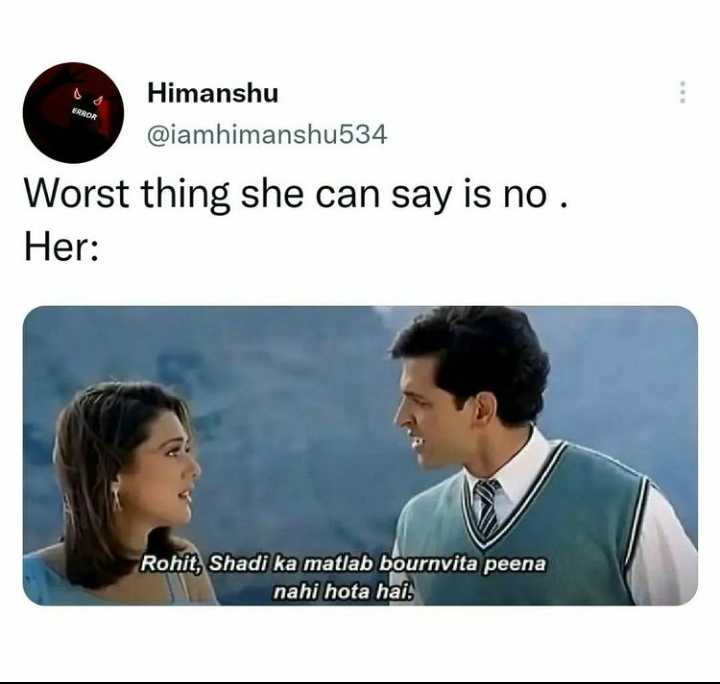 ERROR
Himanshu
@iamhimanshu534
Worst thing she can say is no .
Her:
Rohit, Shadi ka matlab bournvita peena
nahi hota hai.